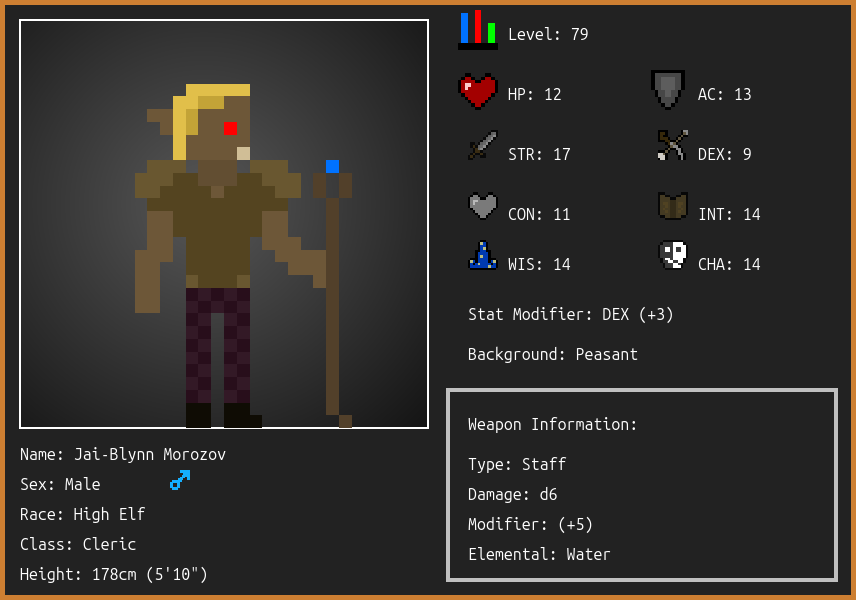 Level: 79
HP: 12
AC: 13
STR: 17
DEX: 9
CON: 11
INT: 14
WIS: 14
CHA: 14
Stat Modifier: DEX (+3)
Background: Peasant
Weapon Information:
Type: Staff
Damage: d6
Modifier: (+5)
Elemental: Water
Name: Jai-Blynn Morozov
Sex: Male
Race: High Elf
Class: Cleric
Height: 178cm (5'10")